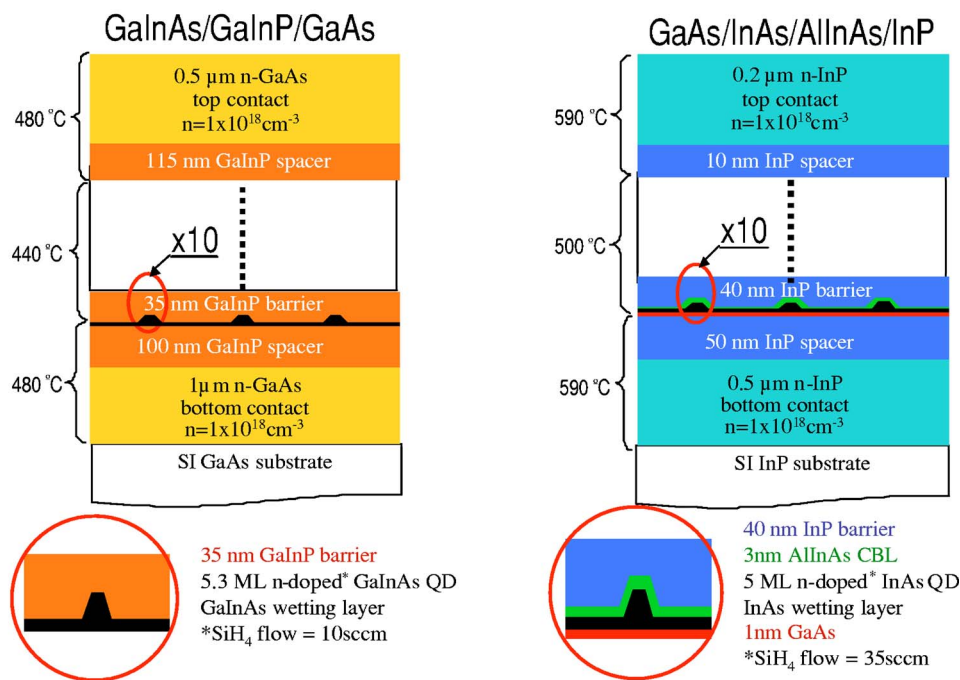 GaInAs/GaInP/GaAs
0.5 µm n-GaAs
top contact
n=1x10¹⁸cm⁻³
480 °C
115 nm GaInP spacer
440 °C
x10
35 nm GaInP barrier
100 nm GaInP spacer
480 °C
1µm n-GaAs
bottom contact
n=1x10¹⁸cm⁻³
SI GaAs substrate
35 nm GaInP barrier
5.3 ML n-doped* GaInAs QD
GaInAs wetting layer
*SiH₄ flow = 10sccm
GaAs/InAs/AlInAs/InP
0.2 µm n-InP
top contact
n=1x10¹⁸cm⁻³
590 °C
10 nm InP spacer
500 °C
x10
40 nm InP barrier
50 nm InP spacer
590 °C
0.5 µm n-InP
bottom contact
n=1x10¹⁸cm⁻³
SI InP substrate
40 nm InP barrier
3nm AlInAs CBL
5 ML n-doped* InAs QD
InAs wetting layer
1nm GaAs
*SiH₄ flow = 35sccm